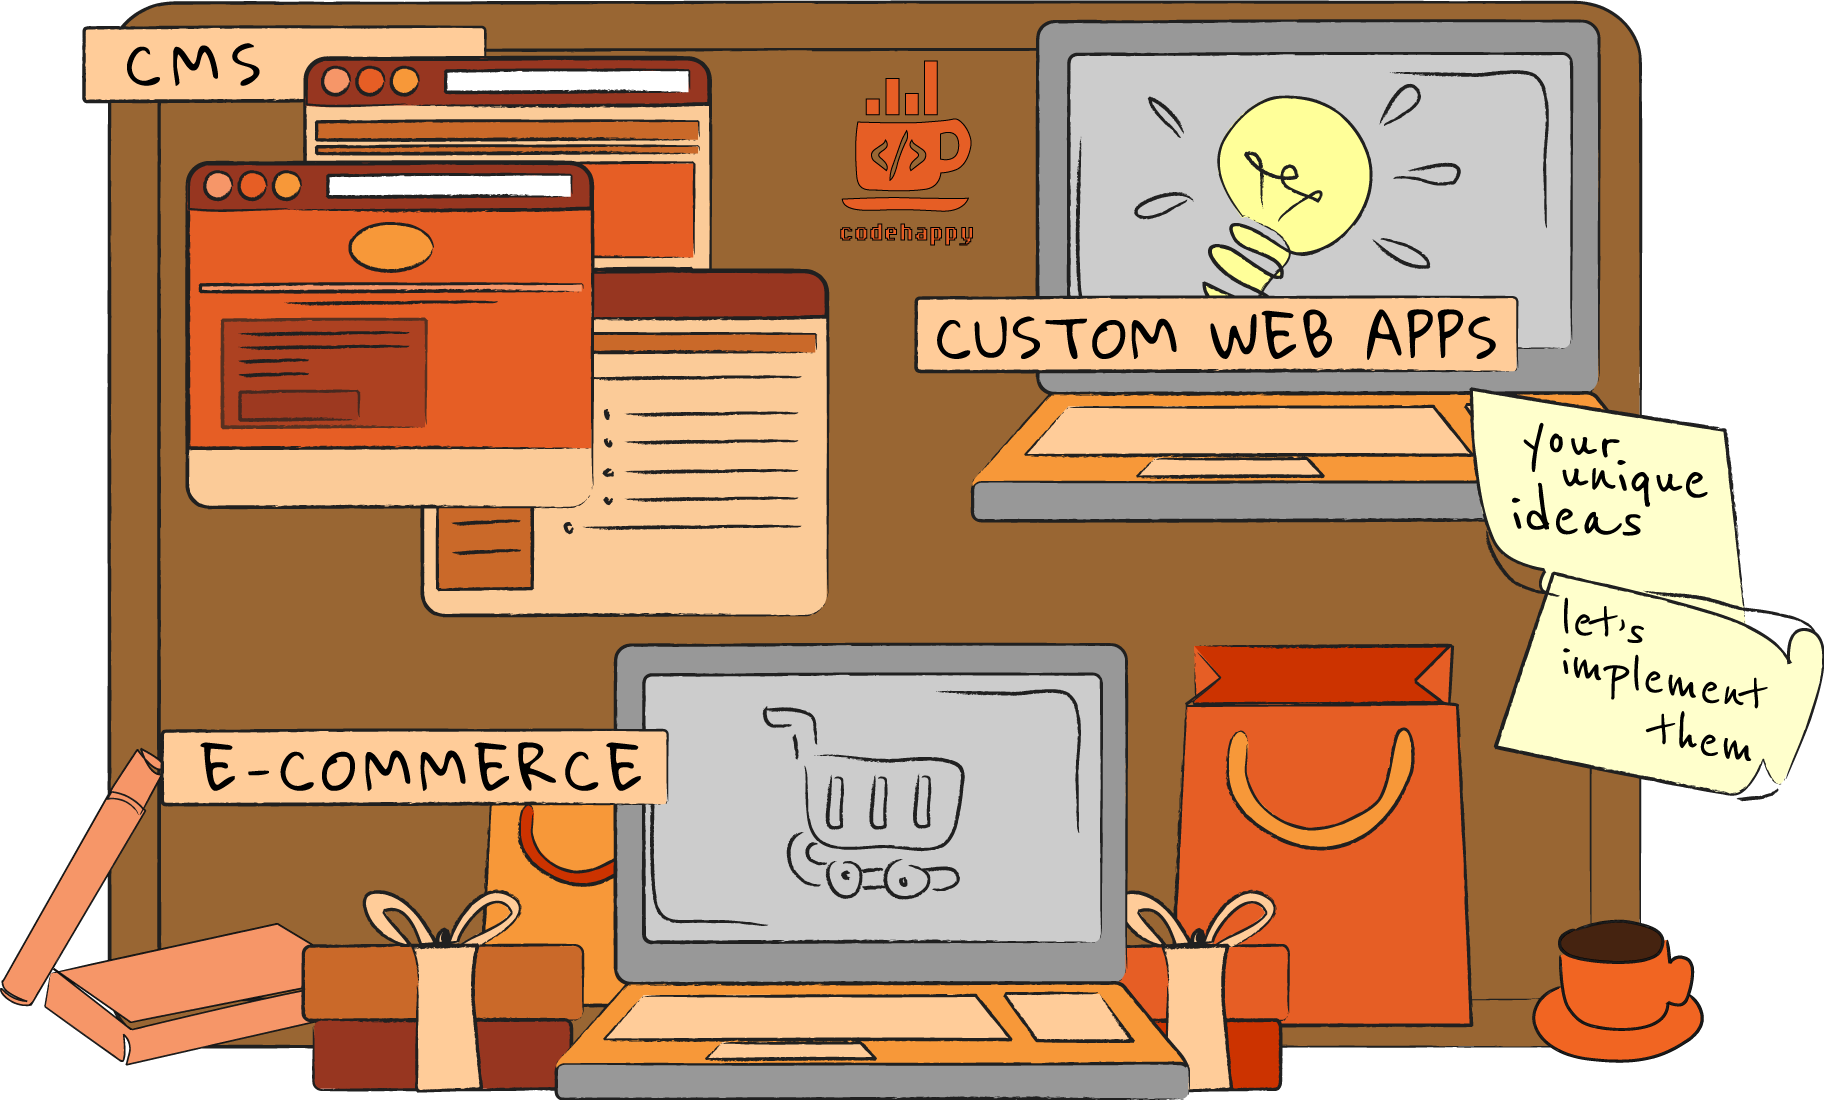 CMS
codehappy
CUSTOM WEB APPS
your
unique
ideas
let's
implement
them
E-COMMERCE